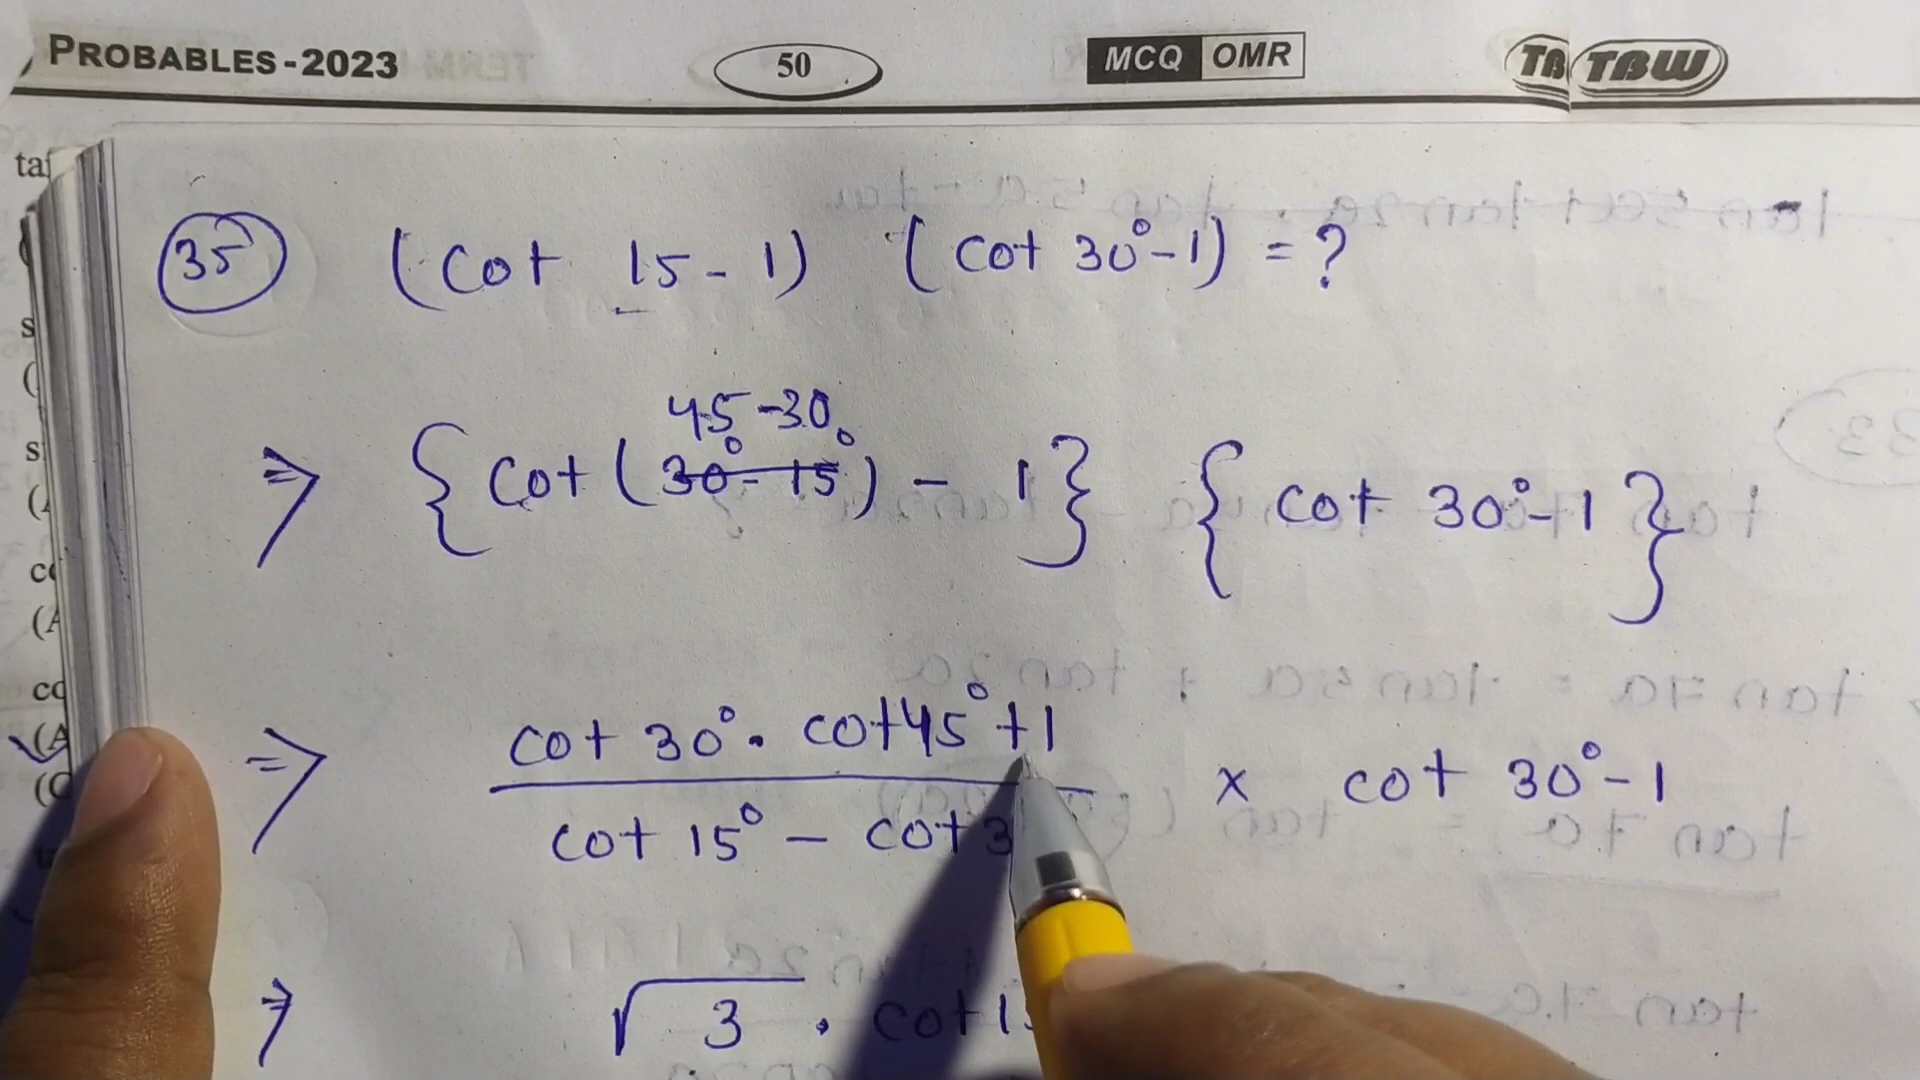 PROBABLES-2023 50 MCQ OMR TB TBW
35 (cot 15-1) (cot 30°-1) = ?
45-30
⇒ {cot (30°-15°) - 1} {cot 30°-1}
⇒ cot 30° · cot 45° + 1 × cot 30°-1
cot 15° - cot 3
⇒ √3 · cot 1